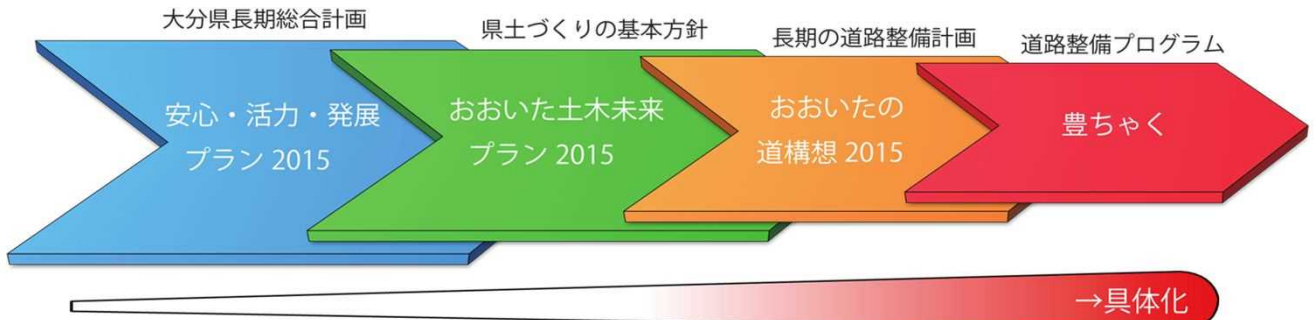 大分県長期総合計画
県土づくりの基本方針
長期の道路整備計画
道路整備プログラム
安心・活力・発展
プラン 2015
おおいた土木未来
プラン 2015
おおいたの
道構想 2015
豊ちゃく
→具体化